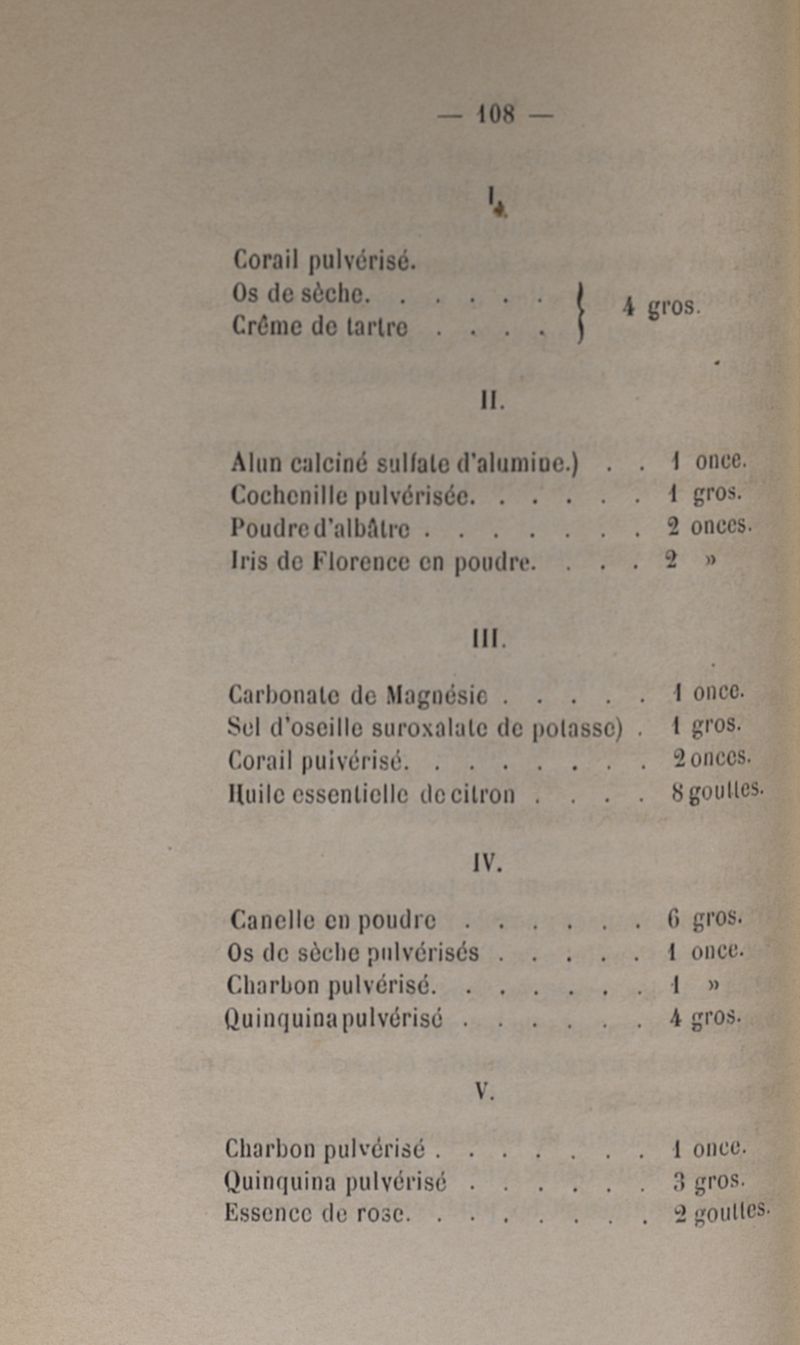 — 108 —
I.
Corail pulvérisé.
Os de sèche. . . . . . .
Crême de tartre . . . . } 4 gros.
II.
Alun calciné sulfate d'alumine.) . . 1 once.
Cochenille pulvérisée. . . . . . 1 gros.
Poudre d'albâtre . . . . . . . 2 onces.
Iris de Florence en poudre. . . . 2 »
III.
Carbonate de Magnésie . . . . . 1 once.
Sel d'oseille suroxalate de potasse) . 1 gros.
Corail pulvérisé. . . . . . . . 2 onces.
Huile essentielle de citron . . . . 8 gouttes.
IV.
Canelle en poudre . . . . . . 6 gros.
Os de sèche pulvérisés . . . . . 1 once.
Charbon pulvérisé. . . . . . . 1 »
Quinquina pulvérisé . . . . . . 4 gros.
V.
Charbon pulvérisé . . . . . . . 1 once.
Quinquina pulvérisé . . . . . . 3 gros.
Essence de rose. . . . . . . . 2 gouttes.